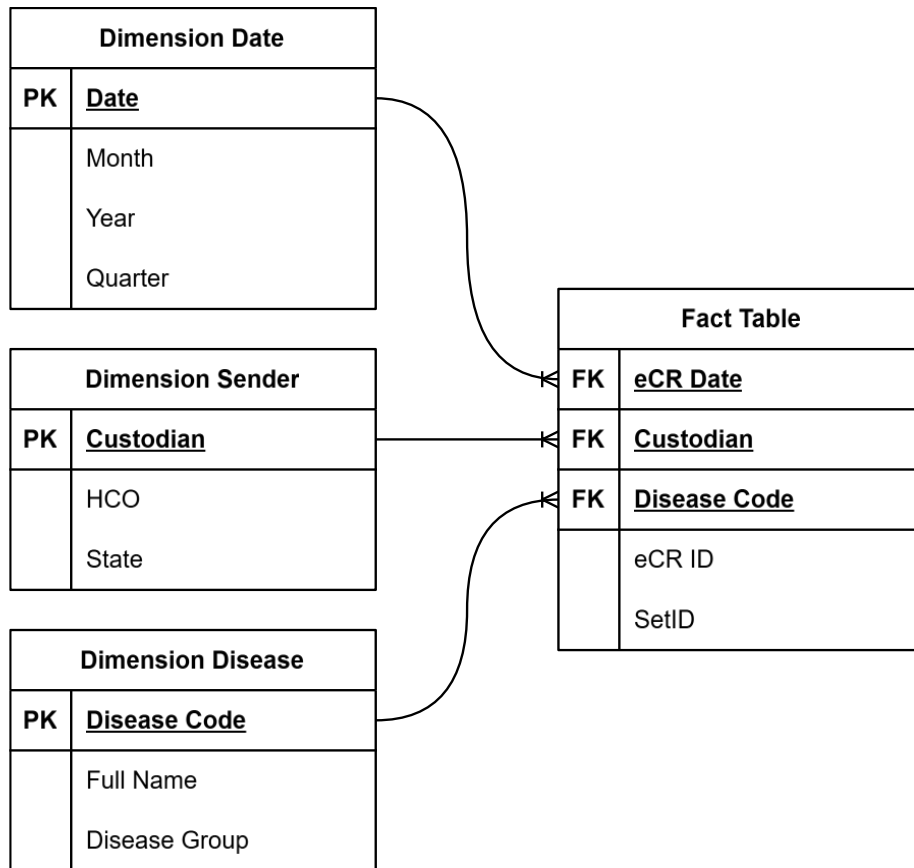 Dimension Date
PK Date
Month
Year
Quarter
Dimension Sender
PK Custodian
HCO
State
Dimension Disease
PK Disease Code
Full Name
Disease Group
Fact Table
FK eCR Date
FK Custodian
FK Disease Code
eCR ID
SetID